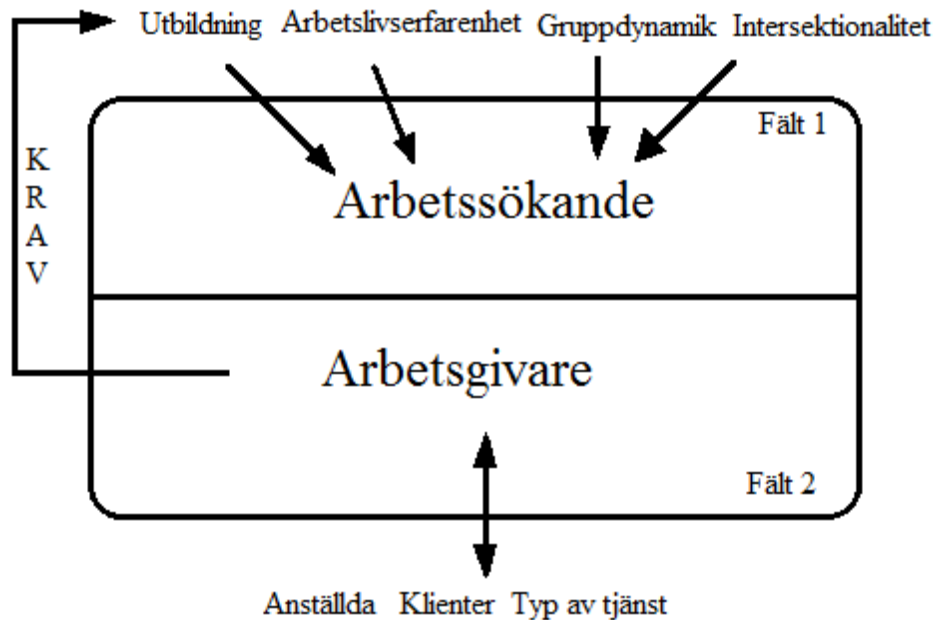 Utbildning Arbetslivserfarenhet Gruppdynamik Intersektionalitet
Fält 1
K
R
A
V
Arbetssökande
Arbetsgivare
Fält 2
Anställda Klienter Typ av tjänst